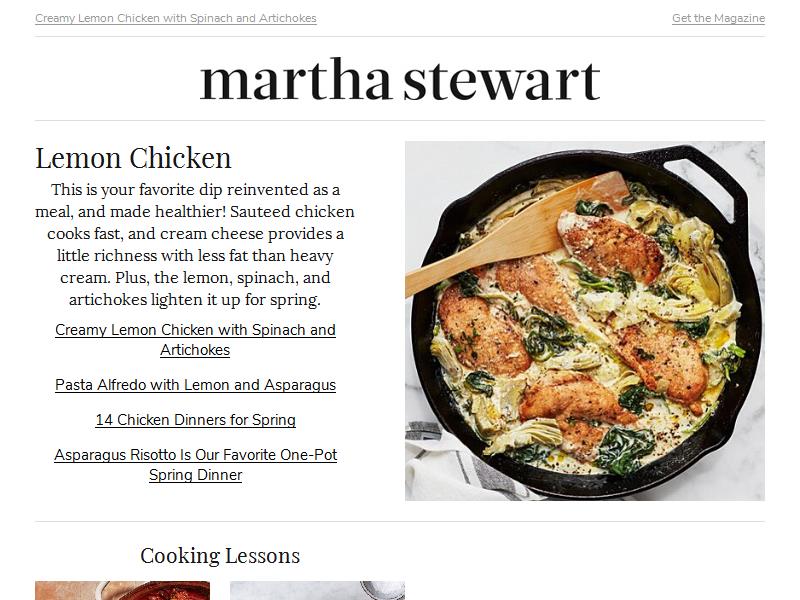 Creamy Lemon Chicken with Spinach and Artichokes
Get the Magazine
martha stewart
Lemon Chicken
This is your favorite dip reinvented as a
meal, and made healthier! Sauteed chicken
cooks fast, and cream cheese provides a
little richness with less fat than heavy
cream. Plus, the lemon, spinach, and
artichokes lighten it up for spring.
Creamy Lemon Chicken with Spinach and
Artichokes
Pasta Alfredo with Lemon and Asparagus
14 Chicken Dinners for Spring
Asparagus Risotto Is Our Favorite One-Pot
Spring Dinner
Cooking Lessons